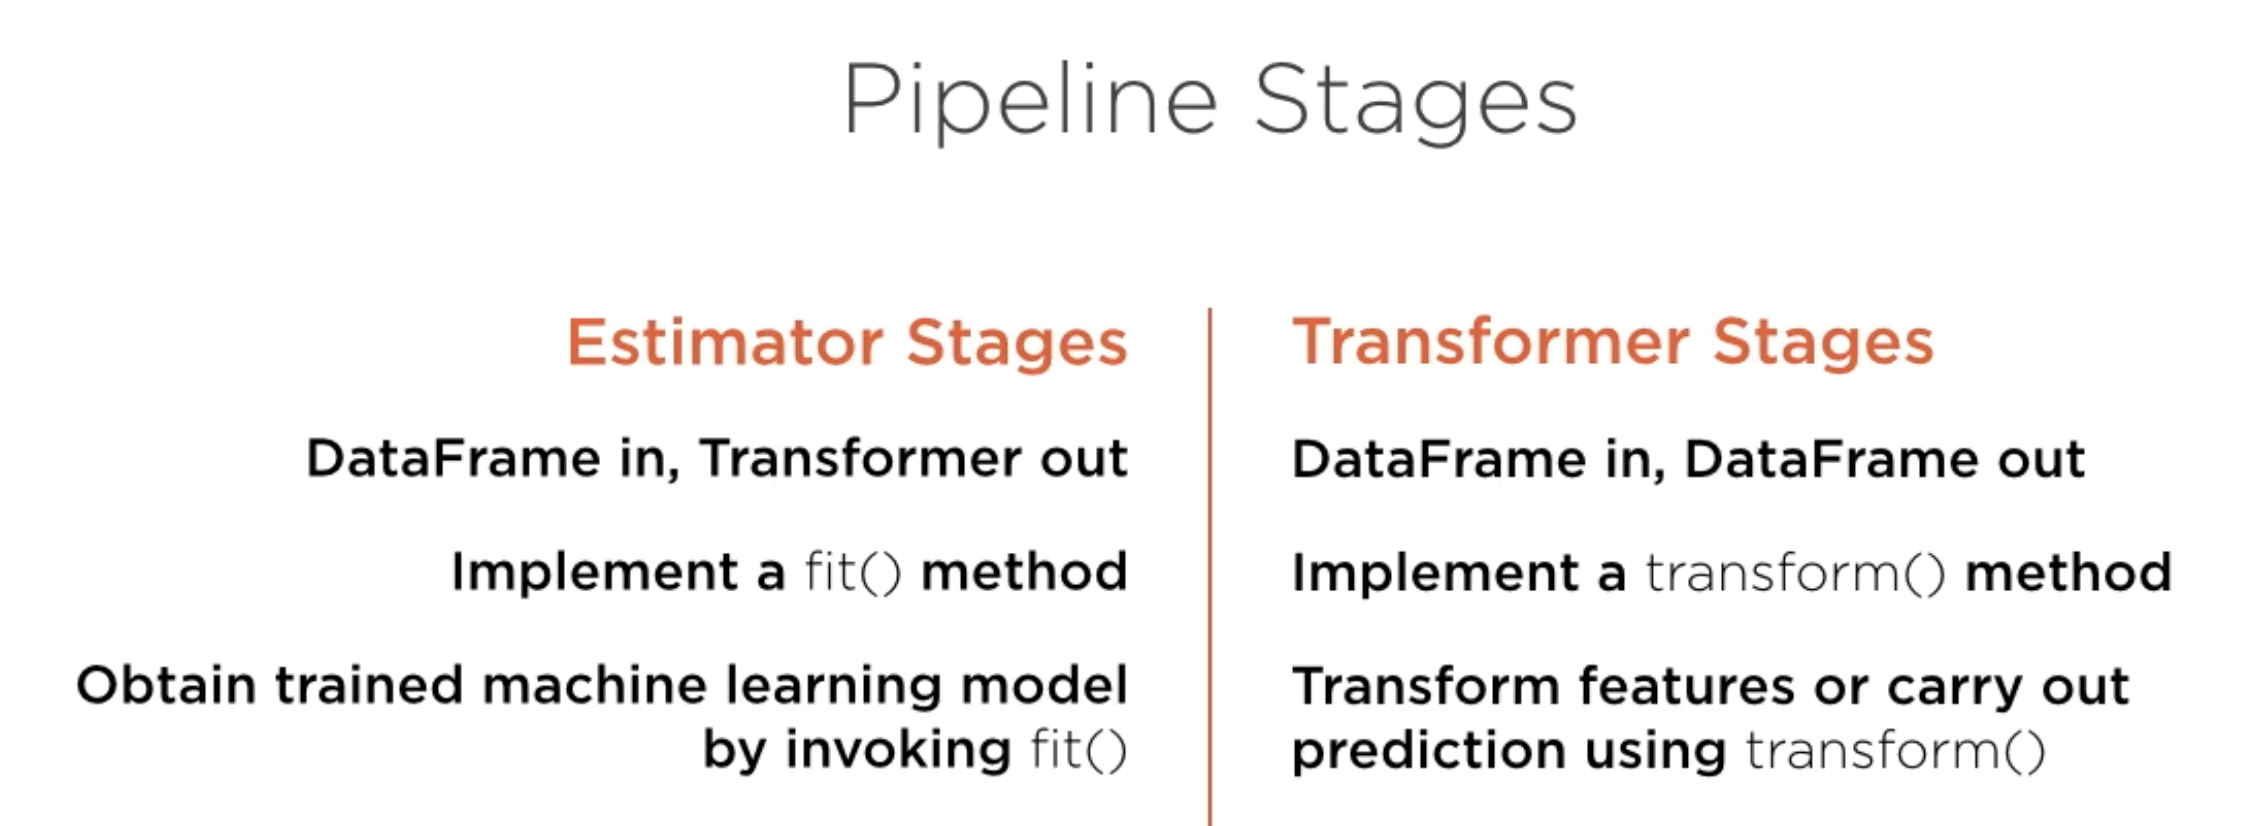 Pipeline Stages
Estimator Stages
DataFrame in, Transformer out
Implement a fit() method
Obtain trained machine learning model
by invoking fit()
Transformer Stages
DataFrame in, DataFrame out
Implement a transform() method
Transform features or carry out
prediction using transform()